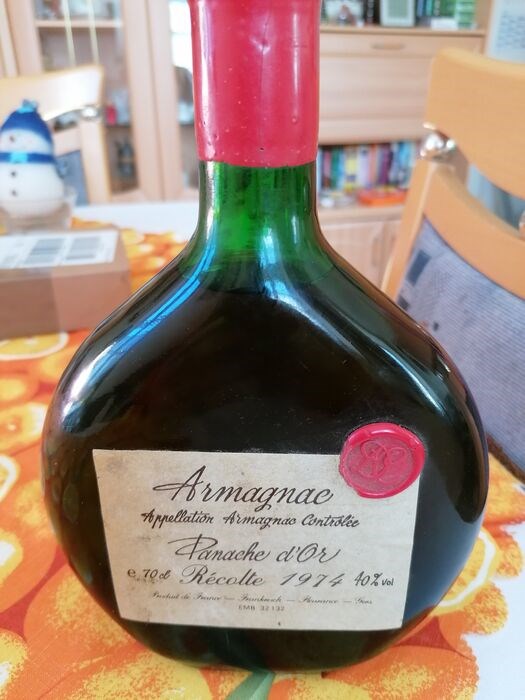 Armagnac
Appellation Armagnac Contrôlée
Panache d'Or
e 70 cl Récolte 1974 40% vol
Produit de France — Frankreich — Fleurance — Gers
EMB 32132